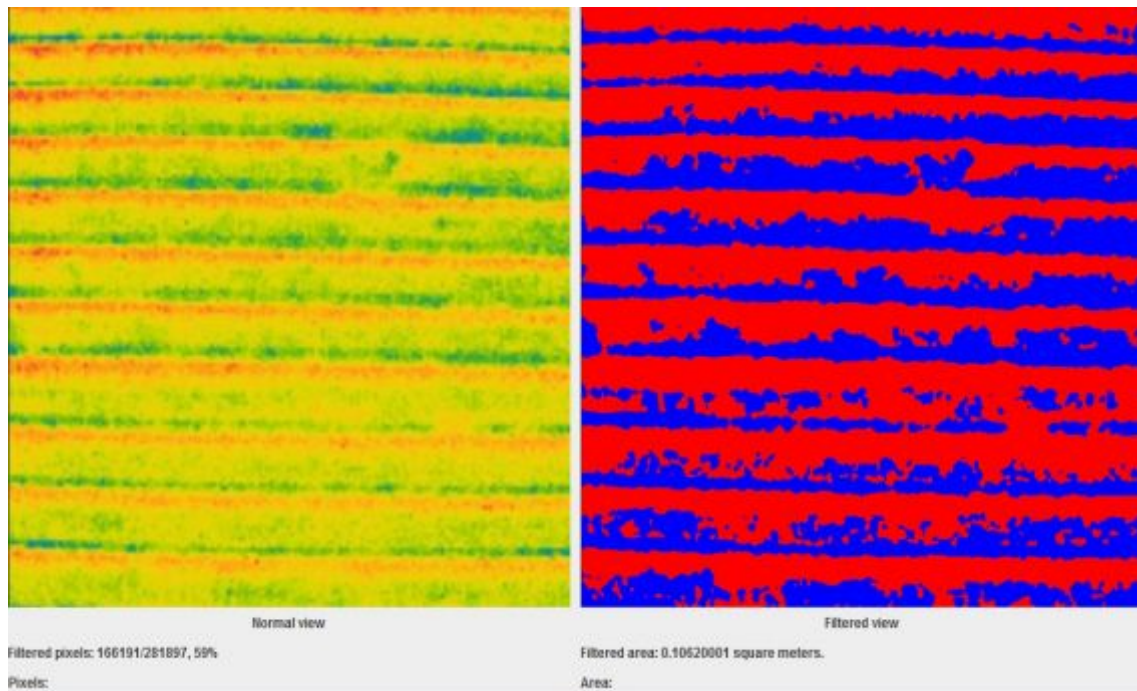 Normal view
Filtered view
Filtered pixels: 166191/281897, 59%
Filtered area: 0.10620001 square meters.
Pixels:
Area: